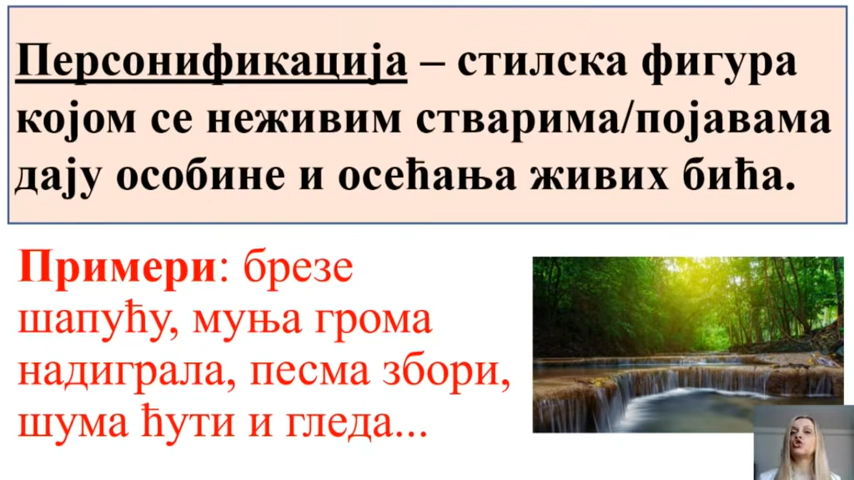 Персонификација – стилска фигура
којом се неживим стварима/појавама
дају особине и осећања живих бића.
Примери: брезе
шапућу, муња грома
надиграла, песма збори,
шума ћути и гледа...